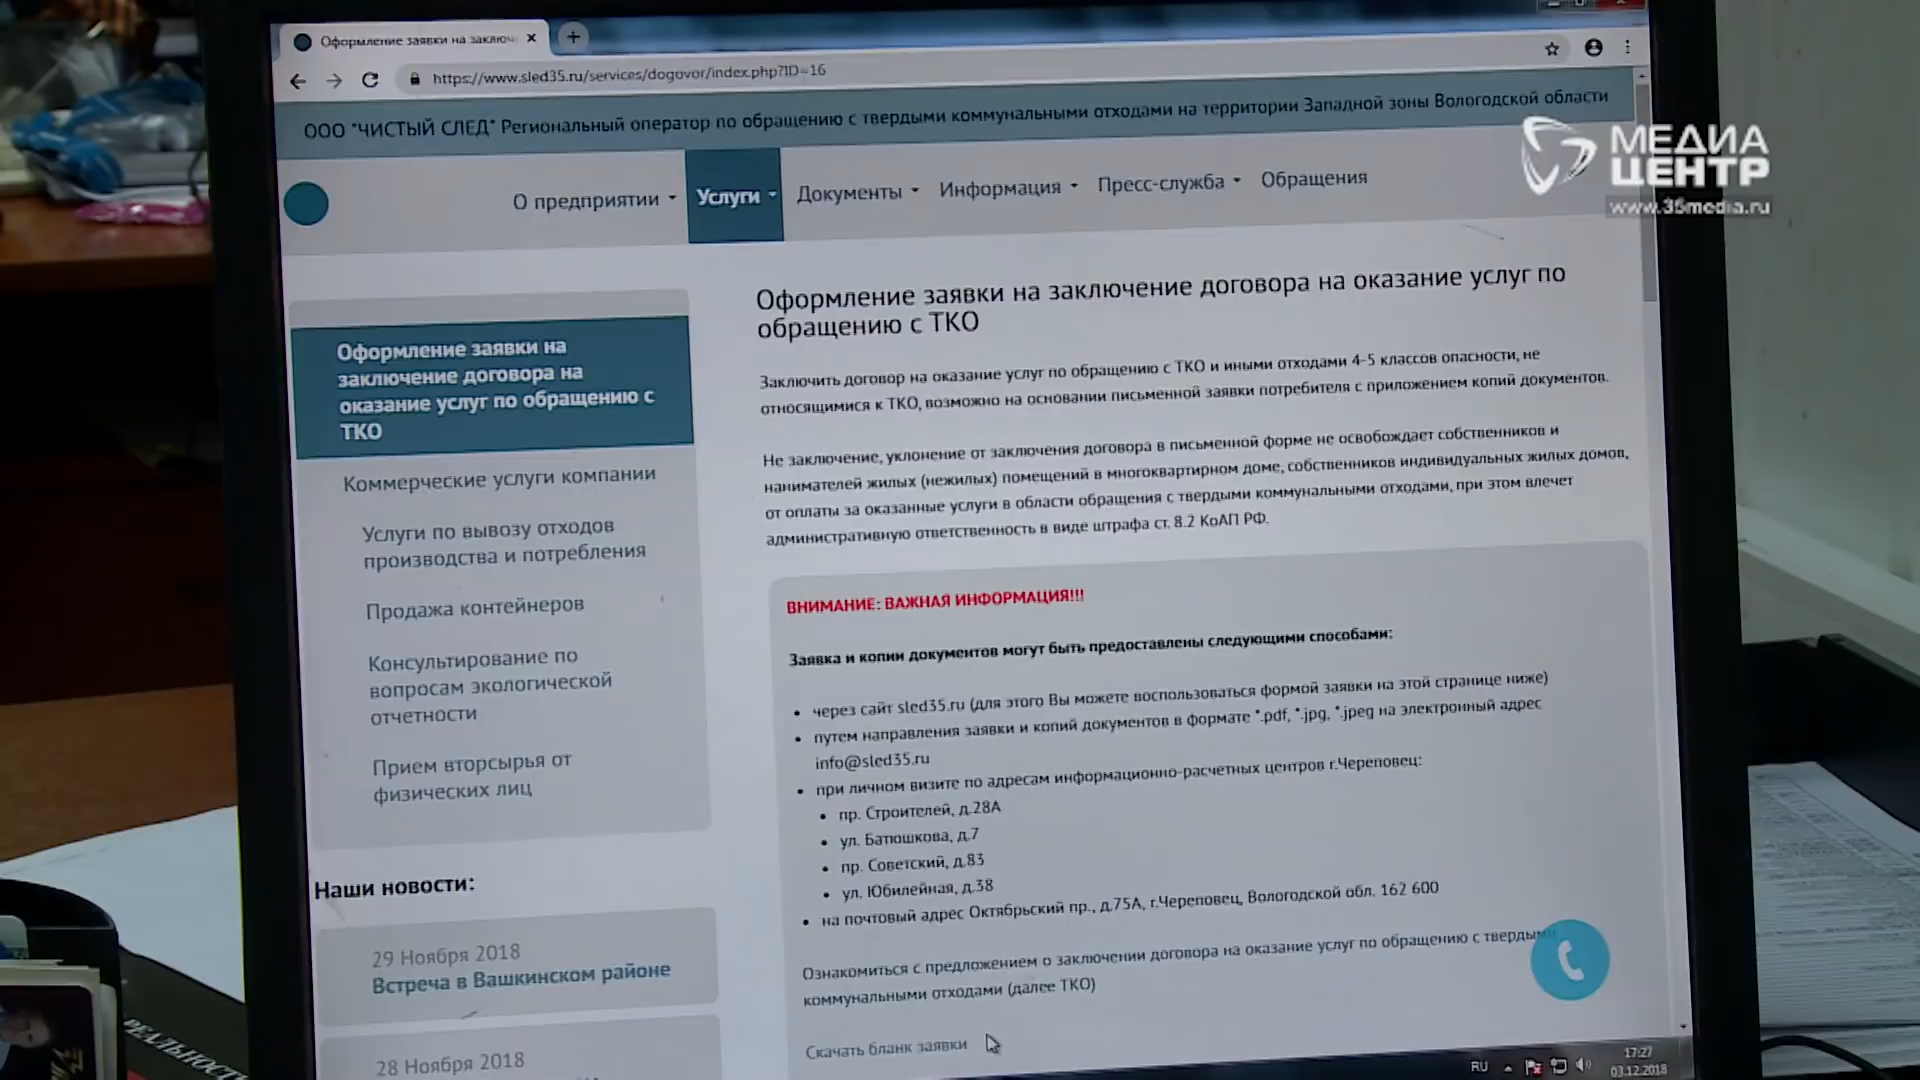 Оформление заявки на заключ
https://www.sled35.ru/services/dogovor/index.php?ID=16
ООО "ЧИСТЫЙ СЛЕД" Региональный оператор по обращению с твердыми коммунальными отходами на территории Западной зоны Вологодской области
МЕДИА
ЦЕНТР
www.35media.ru
О предприятии Услуги Документы Информация Пресс-служба Обращения
Оформление заявки на
заключение договора на
оказание услуг по обращению с
ТКО
Коммерческие услуги компании
Услуги по вывозу отходов
производства и потребления
Продажа контейнеров
Консультирование по
вопросам экологической
отчетности
Прием вторсырья от
физических лиц
Наши новости:
29 Ноября 2018
Встреча в Вашкинском районе
28 Ноября 2018
Оформление заявки на заключение договора на оказание услуг по
обращению с ТКО
Заключить договор на оказание услуг по обращению с ТКО и иными отходами 4-5 классов опасности, не
относящимися к ТКО, возможно на основании письменной заявки потребителя с приложением копий документов.
Не заключение, уклонение от заключения договора в письменной форме не освобождает собственников и
нанимателей жилых (нежилых) помещений в многоквартирном доме, собственников индивидуальных жилых домов,
от оплаты за оказанные услуги в области обращения с твердыми коммунальными отходами, при этом влечет
административную ответственность в виде штрафа ст. 8.2 КоАП РФ.
ВНИМАНИЕ: ВАЖНАЯ ИНФОРМАЦИЯ!!!
Заявка и копии документов могут быть предоставлены следующими способами:
• через сайт sled35.ru (для этого Вы можете воспользоваться формой заявки на этой странице ниже)
• путем направления заявки и копий документов в формате *.pdf, *.jpg, *.jpeg на электронный адрес
info@sled35.ru
• при личном визите по адресам информационно-расчетных центров г.Череповец:
• пр. Строителей, д.28А
• ул. Батюшкова, д.7
• пр. Советский, д.83
• ул. Юбилейная, д.38
• на почтовый адрес Октябрьский пр., д.75А, г.Череповец, Вологодской обл. 162 600
Ознакомиться с предложением о заключении договора на оказание услуг по обращению с твердыми
коммунальными отходами (далее ТКО)
Скачать бланк заявки
RU
17:27
03.12.2018
РЕАЛЬНОСТЬ